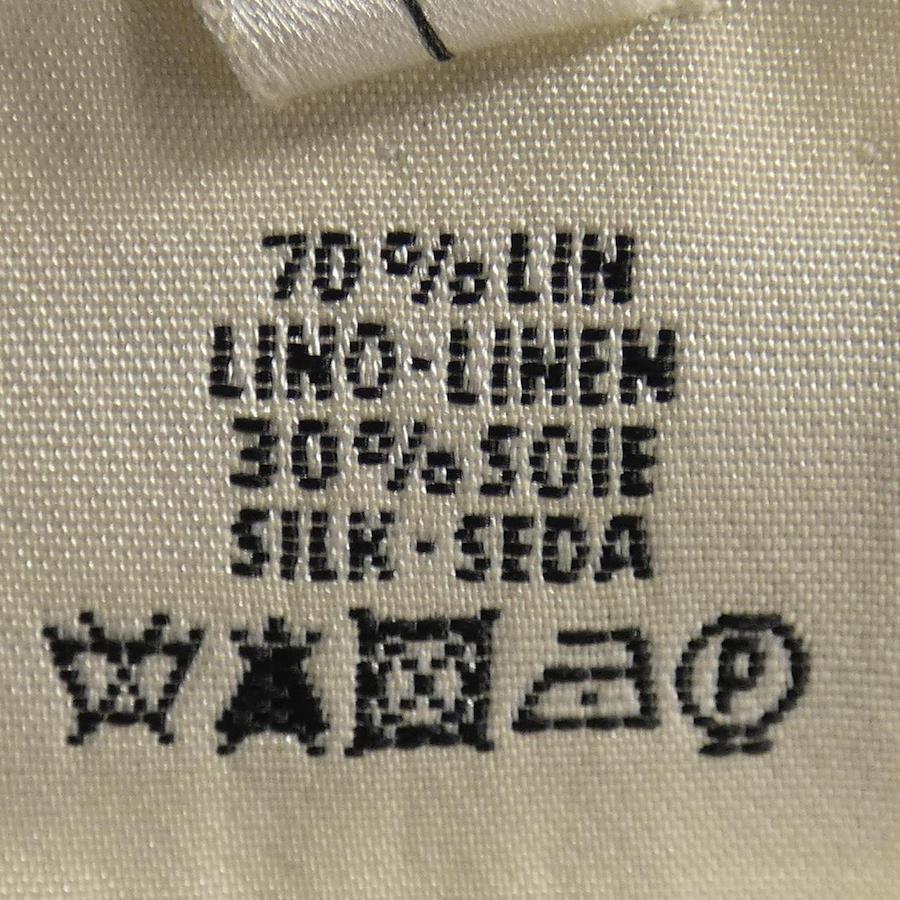 70% LIN
LINO·LINEN
30% SOIE
SILK·SEDA
P